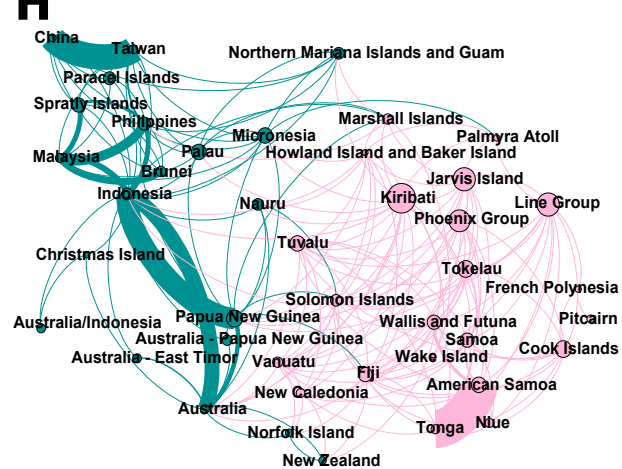 H
China
Taiwan
Northern Mariana Islands and Guam
Paracel Islands
Spratly Islands
Philippines
Marshall Islands
Micronesia
Palmyra Atoll
Palau
Howland Island and Baker Island
Malaysia
Brunei
Jarvis Island
Indonesia
Kiribati
Nauru
Line Group
Phoenix Group
Tuvalu
Christmas Island
Tokelau
French Polynesia
Solomon Islands
Papua New Guinea
Australia/Indonesia
Wallis and Futuna
Pitcairn
Australia - Papua New Guinea
Samoa
Cook Islands
Australia - East Timor
Wake Island
Vanuatu
Fiji
American Samoa
New Caledonia
Australia
Niue
Tonga
Norfolk Island
New Zealand